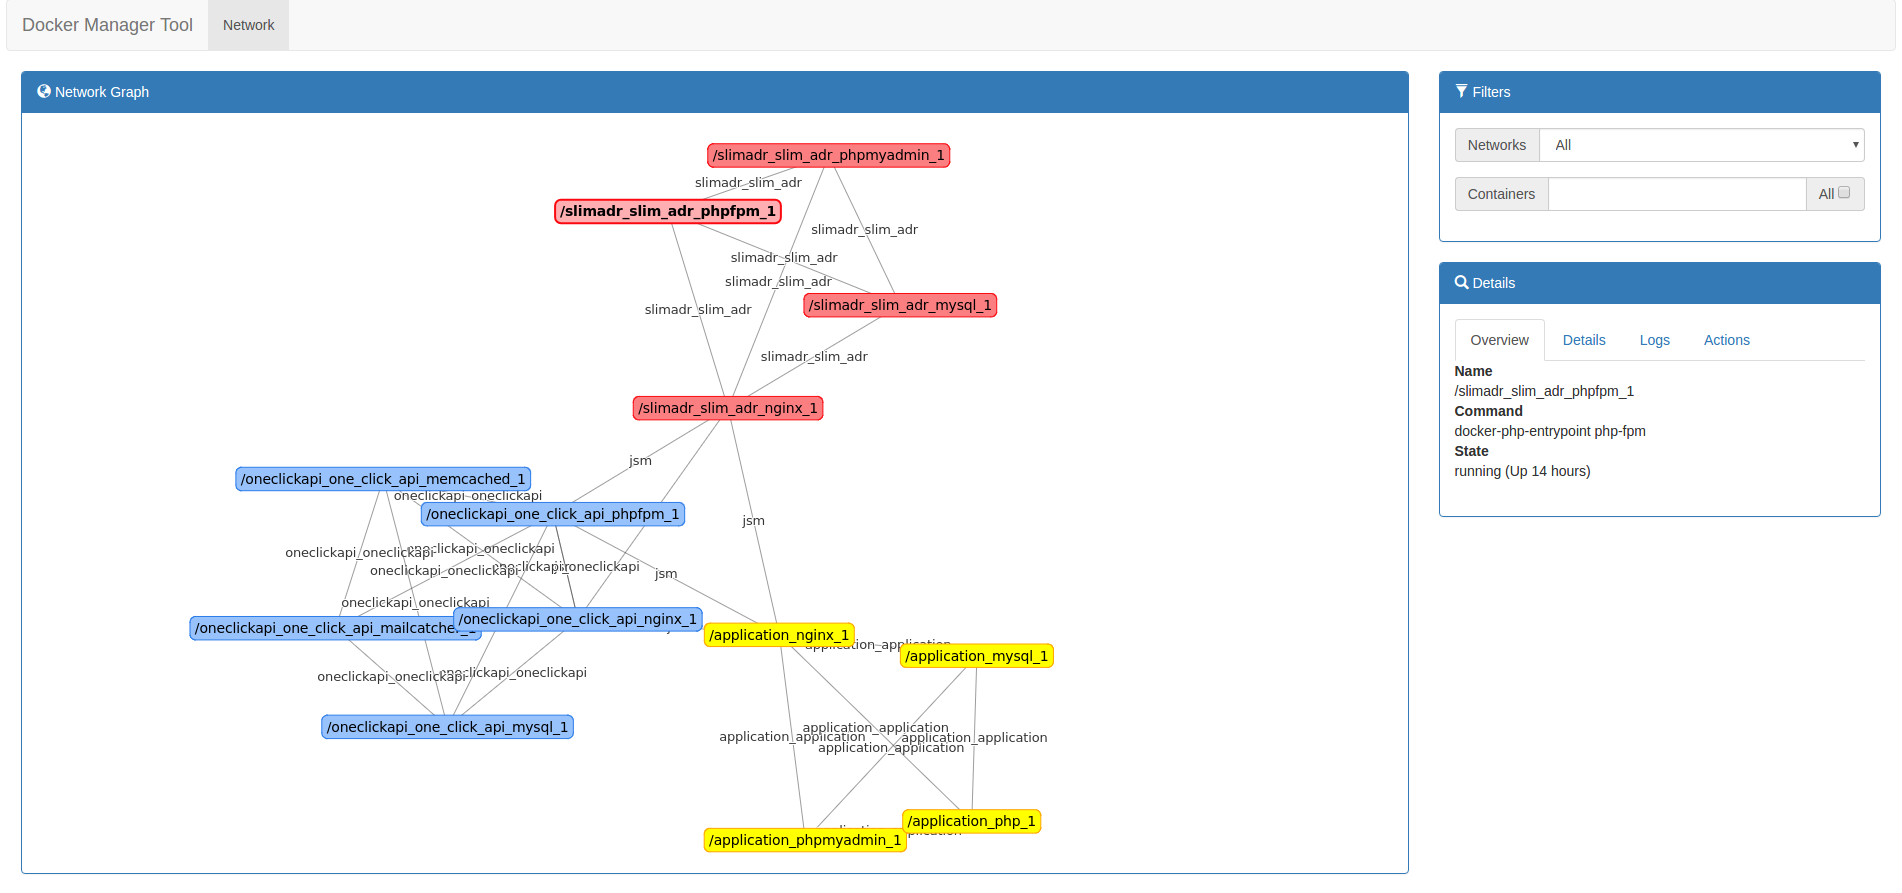 Docker Manager Tool
Network
Network Graph
/slimadr_slim_adr_phpmyadmin_1
slimadr_slim_adr
/slimadr_slim_adr_phpfpm_1
slimadr_slim_adr
slimadr_slim_adr
slimadr_slim_adr
/slimadr_slim_adr_mysql_1
slimadr_slim_adr
slimadr_slim_adr
/slimadr_slim_adr_nginx_1
jsm
/oneclickapi_one_click_api_memcached_1
oneclickapi_oneclickapi
/oneclickapi_one_click_api_phpfpm_1
jsm
oneclickapi_oneclickapi
oneclickapi_oneclickapi
oneclickapi_oneclickapi
oneclickapi_oneclickapi
jsm
oneclickapi_oneclickapi
/oneclickapi_one_click_api_nginx_1
/oneclickapi_one_click_api_mailcatcher_1
/application_nginx_1
application_application
/application_mysql_1
oneclickapi_oneclickapi
oneclickapi_oneclickapi
/oneclickapi_one_click_api_mysql_1
application_application
application_application
application_application
application_application
/application_php_1
/application_phpmyadmin_1
Filters
Networks
All
Containers
All
Details
Overview
Details
Logs
Actions
Name
/slimadr_slim_adr_phpfpm_1
Command
docker-php-entrypoint php-fpm
State
running (Up 14 hours)